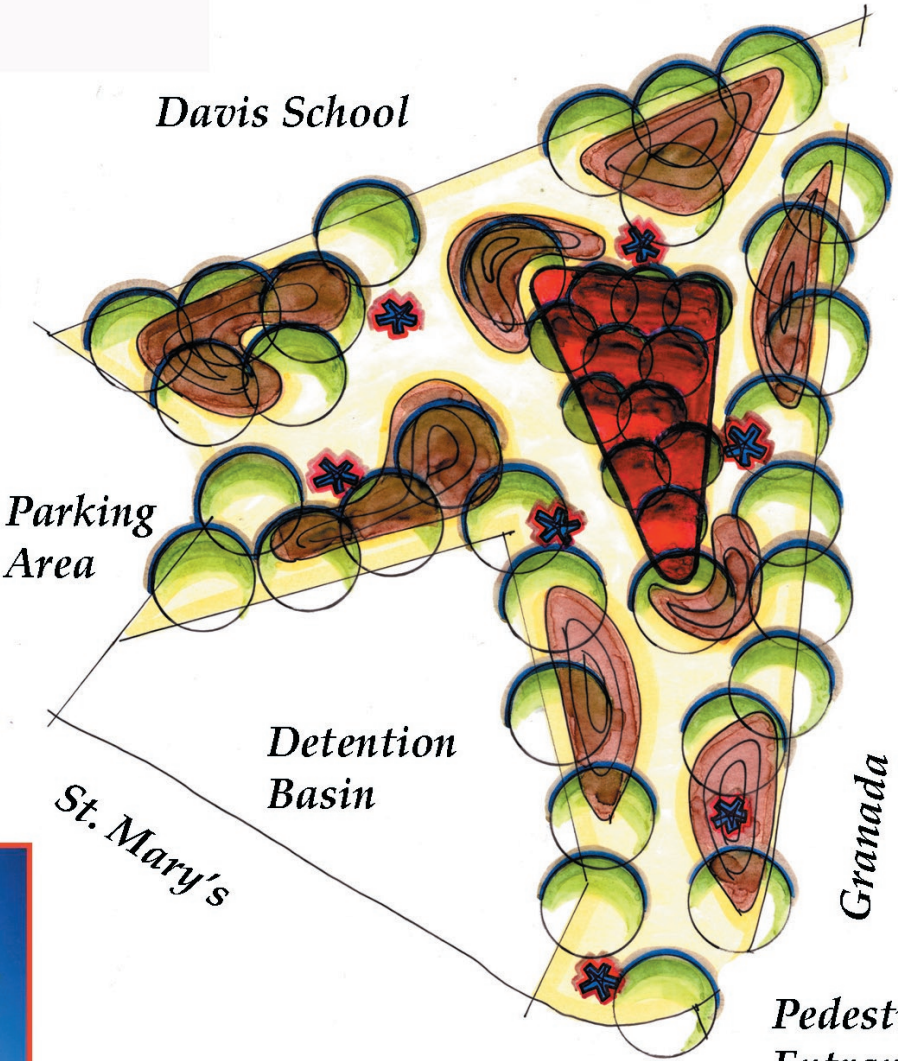 Davis School
Parking
Area
Detention
Basin
St. Mary's
Granada